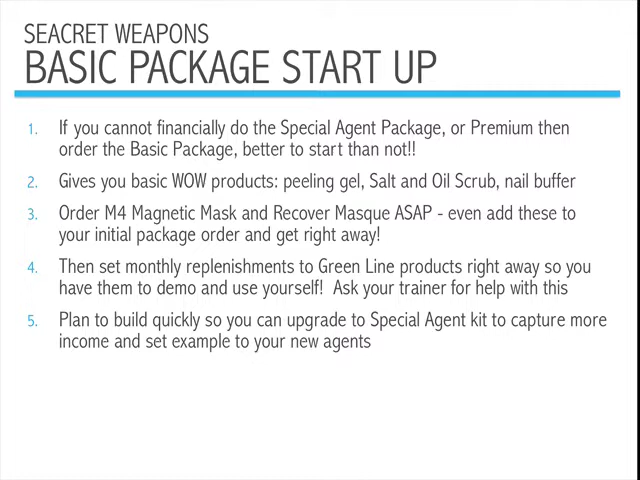 SEACRET WEAPONS
BASIC PACKAGE START UP
1. If you cannot financially do the Special Agent Package, or Premium then
order the Basic Package, better to start than not!!
2. Gives you basic WOW products: peeling gel, Salt and Oil Scrub, nail buffer
3. Order M4 Magnetic Mask and Recover Masque ASAP - even add these to
your initial package order and get right away!
4. Then set monthly replenishments to Green Line products right away so you
have them to demo and use yourself! Ask your trainer for help with this
5. Plan to build quickly so you can upgrade to Special Agent kit to capture more
income and set example to your new agents